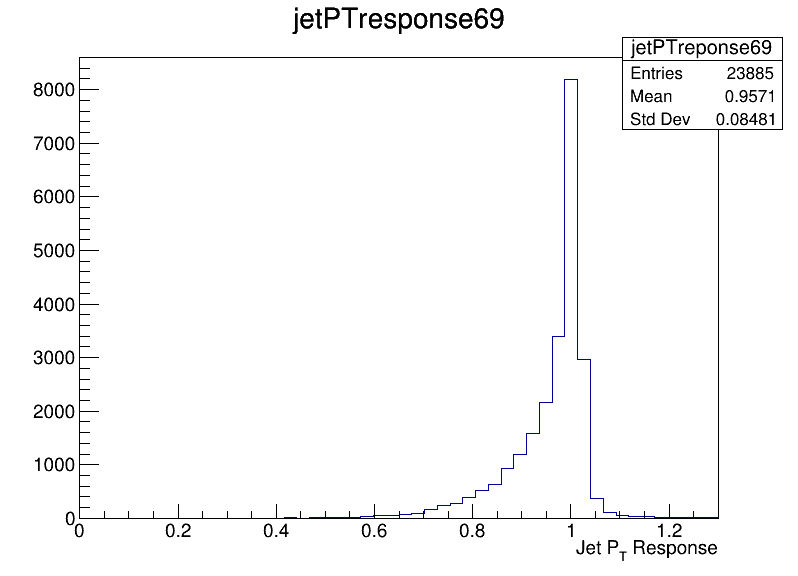 jetPTresponse69
jetPTreponse69
Entries 23885
Mean 0.9571
Std Dev 0.08481
8000
7000
6000
5000
4000
3000
2000
1000
0
0 0.2 0.4 0.6 0.8 1 1.2
Jet PT Response